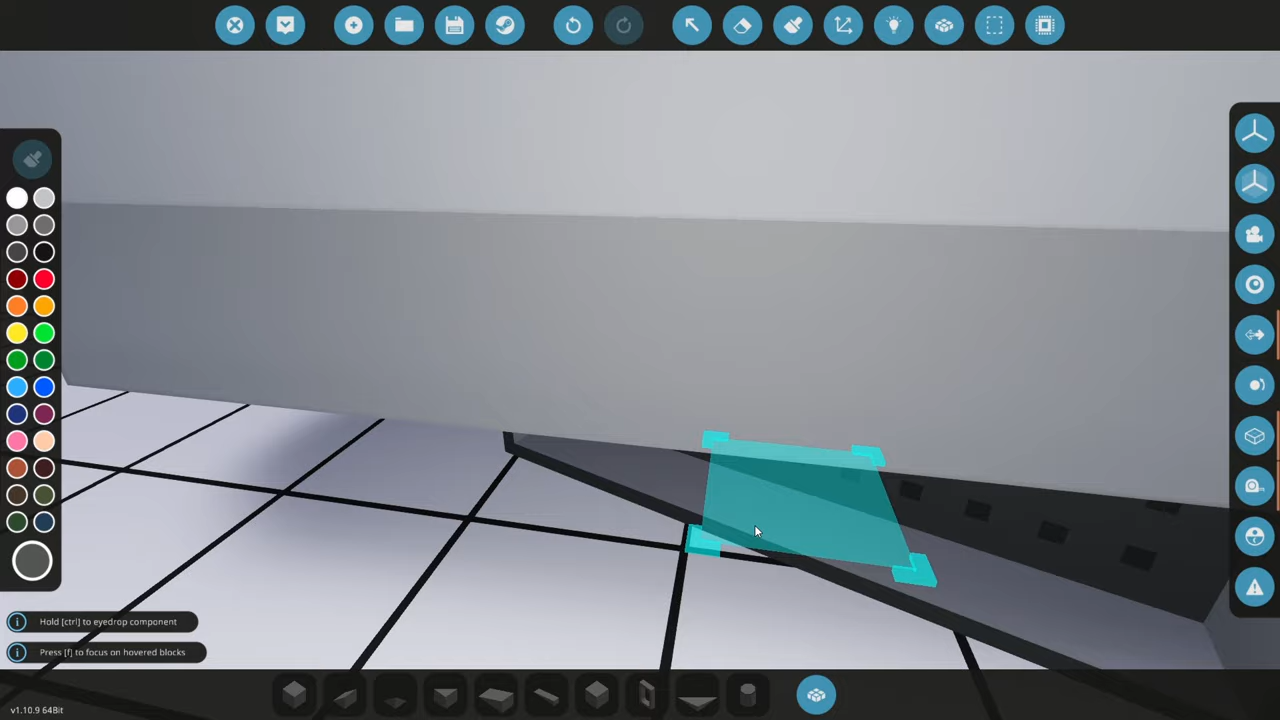 Hold [ctrl] to eyedrop component
Press [f] to focus on hovered blocks
v1.10.9 64Bit